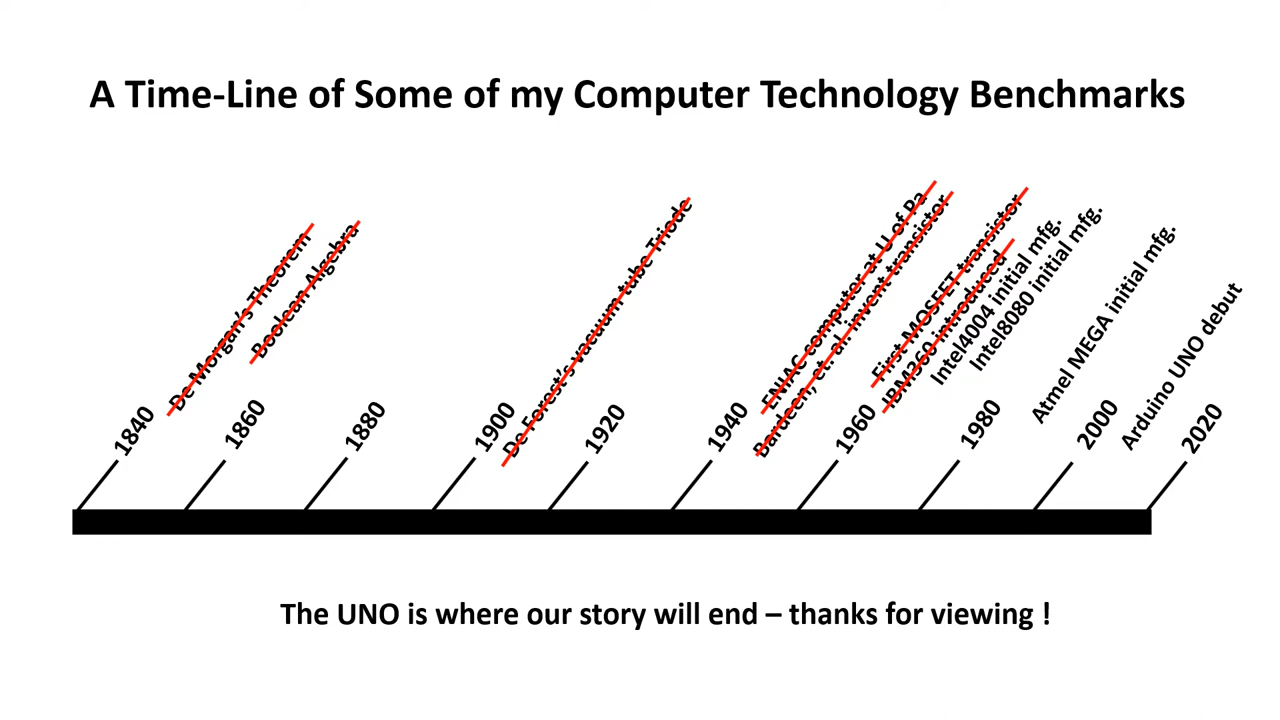 A Time-Line of Some of my Computer Technology Benchmarks
De Morgan's Theorem
Boolean Algebra
De Forest's vacuum tube Triode
ENIAC computer at U of Pa
Bardeen, et. al. invent transistor
First MOSFET transistor
IBM360 introduced
Intel4004 initial mfg.
Intel8080 initial mfg.
Atmel MEGA initial mfg.
Arduino UNO debut
1840
1860
1880
1900
1920
1940
1960
1980
2000
2020
The UNO is where our story will end – thanks for viewing !